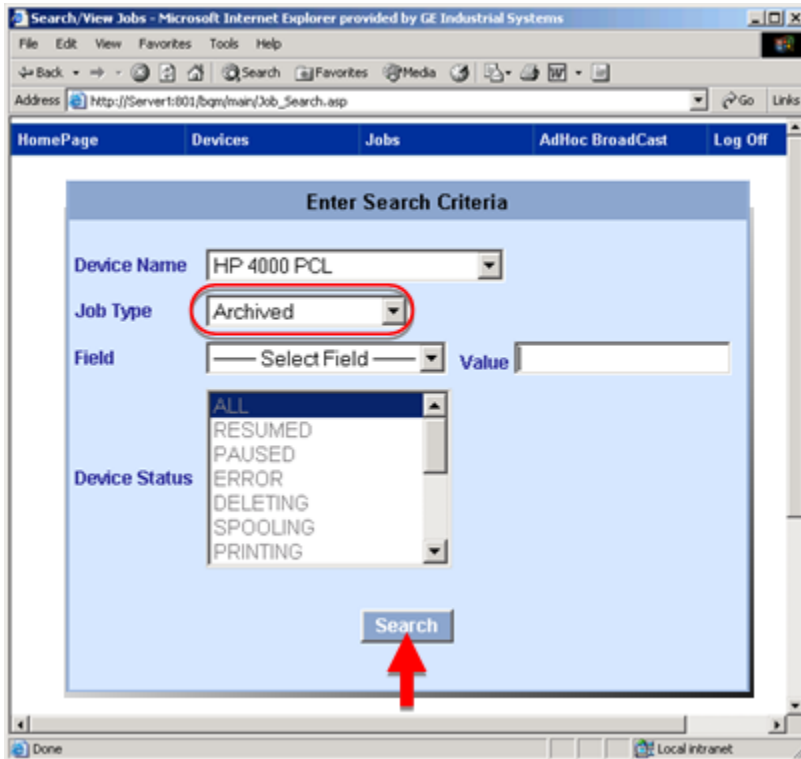 Search/View Jobs - Microsoft Internet Explorer provided by GE Industrial Systems
File Edit View Favorites Tools Help
Back Search Favorites Media
Address http://Server1:801/bqm/main/Job_Search.asp Go Links
HomePage Devices Jobs AdHoc BroadCast Log Off
Enter Search Criteria
Device Name HP 4000 PCL
Job Type Archived
Field —— Select Field —— Value
Device Status
ALL
RESUMED
PAUSED
ERROR
DELETING
SPOOLING
PRINTING
Search
Done Local intranet